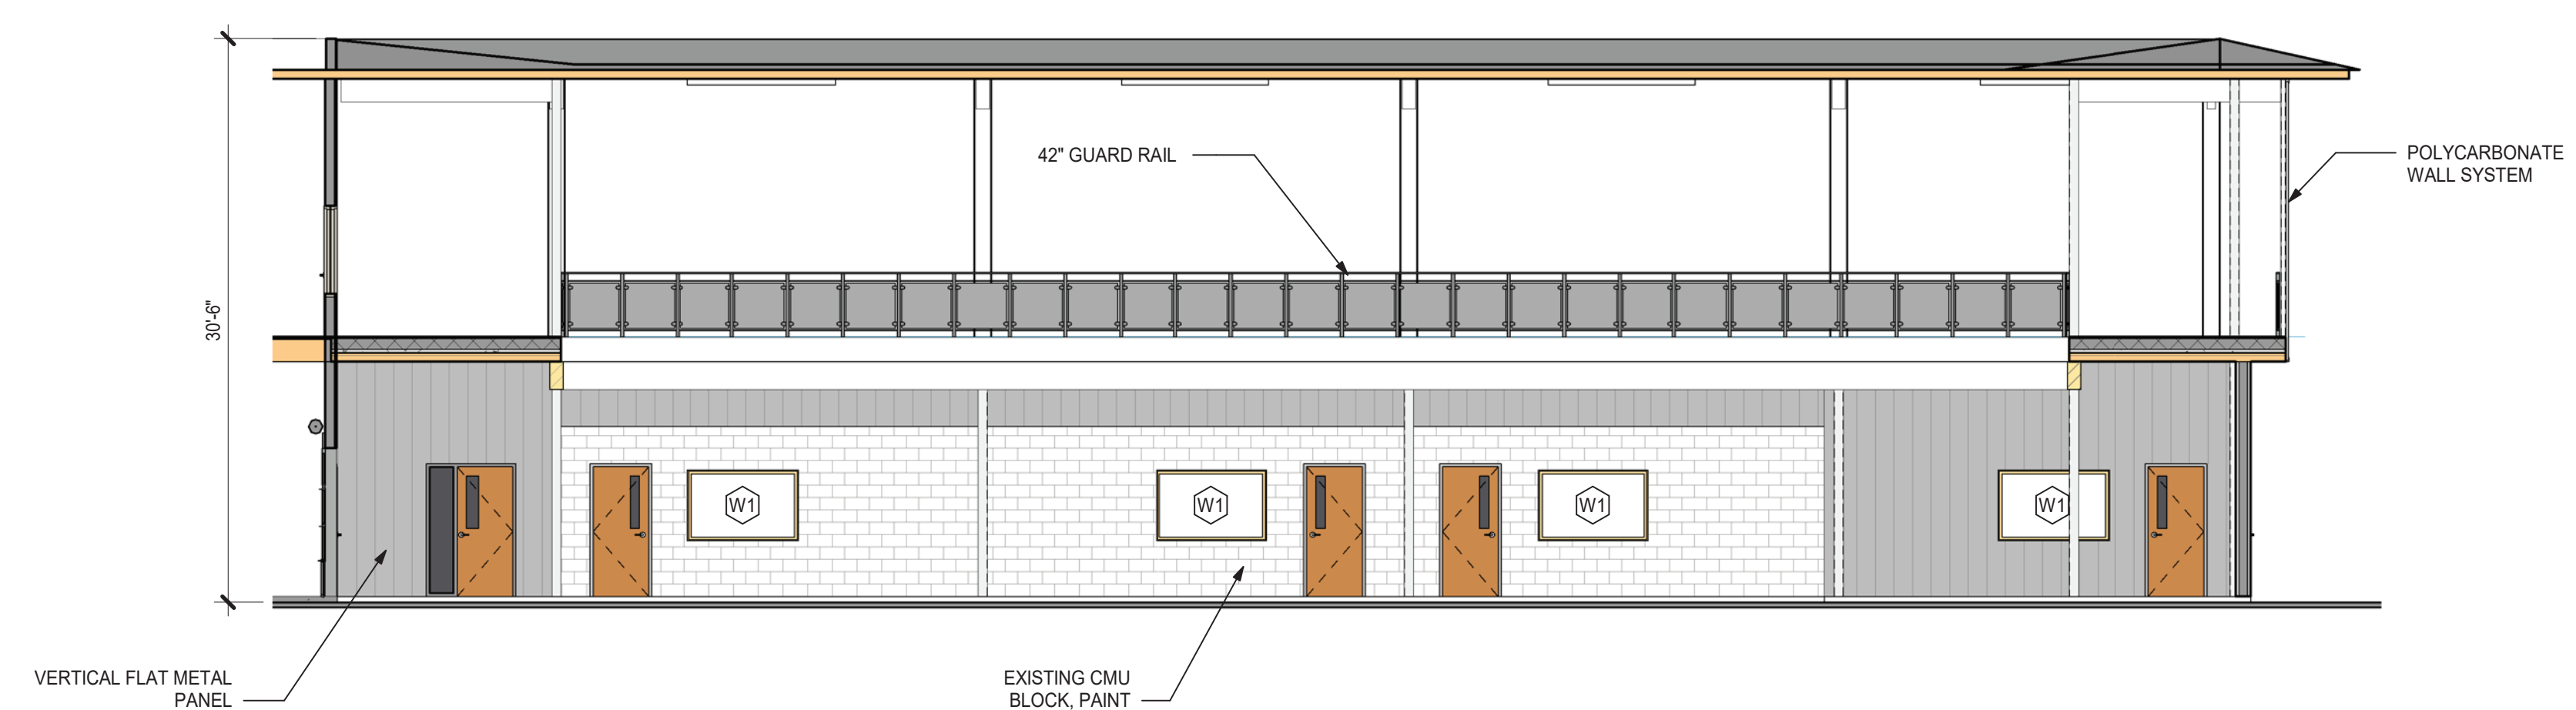 42" GUARD RAIL
POLYCARBONATE
WALL SYSTEM
30'-6"
W1
W1
W1
W1
VERTICAL FLAT METAL
PANEL
EXISTING CMU
BLOCK, PAINT